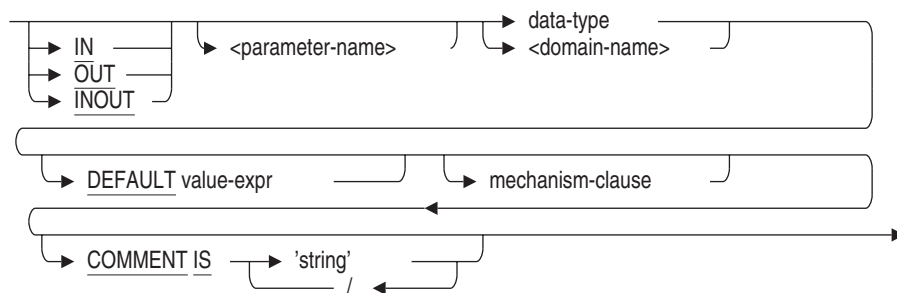 data-type
IN <parameter-name> <domain-name>
OUT
INOUT
DEFAULT value-expr mechanism-clause
COMMENT IS 'string'
/